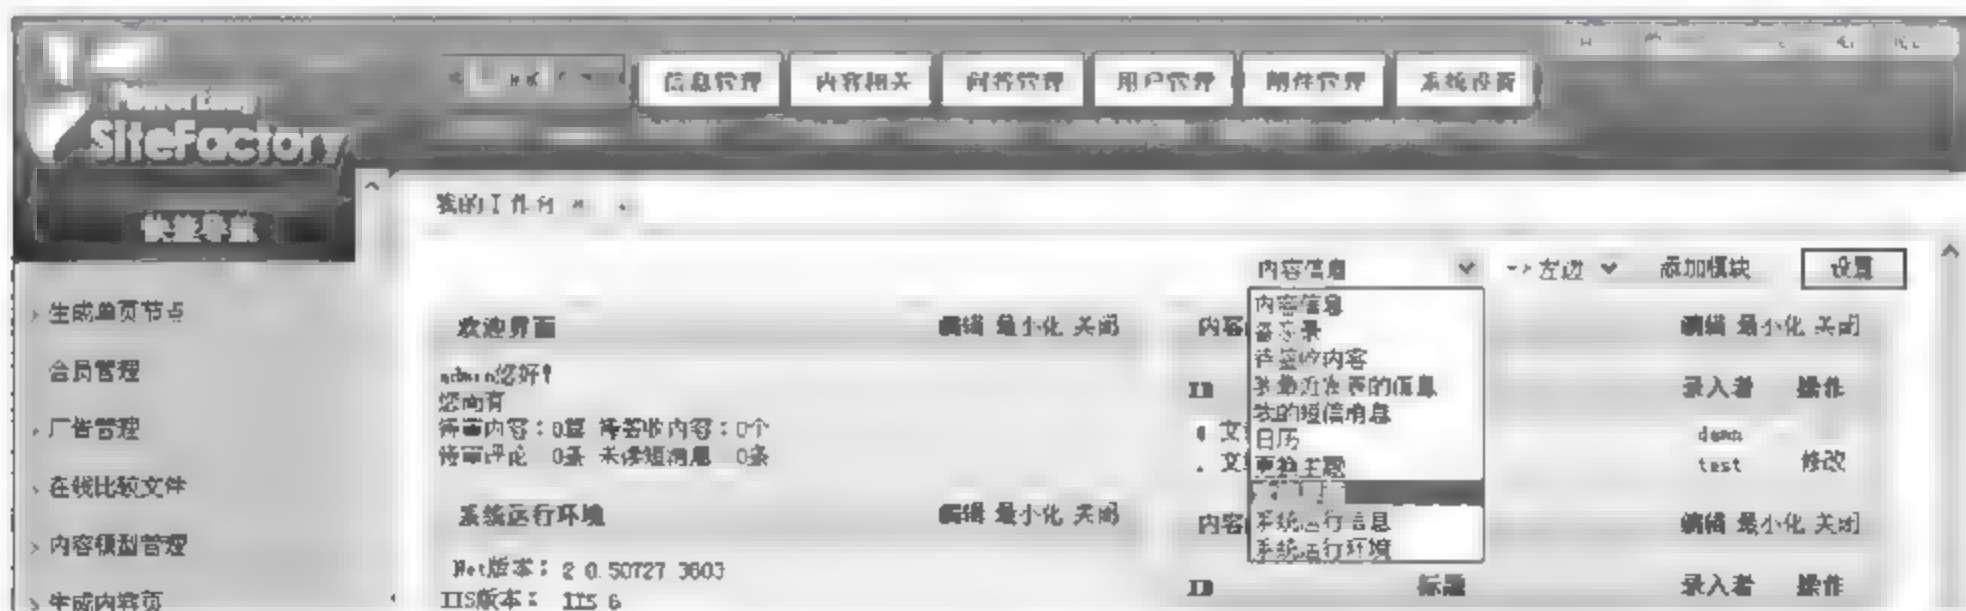 信息管理 内容相关 问答管理 用户管理 附件管理 系统设置
SiteFactory
快捷导航
我的工作台
内容信息 左边 添加模块 设置
生成单页节点
会员管理
广告管理
在线比较文件
内容模型管理
生成内容页
欢迎界面 编辑 最小化 关闭
admin您好!
您尚有
待审内容:0篇 待签收内容:0个
待审评论 0条 未读短消息 0条
系统运行环境 编辑 最小化 关闭
.Net版本: 2.0.50727.3603
IIS版本: IIS 6
内容信息
备忘录
待签收内容
我最近发表的信息
我的短信消息
日历
更换主题
系统运行信息
系统运行环境
编辑 最小化 关闭
ID 录入者 操作
文
test 修改
内容 编辑 最小化 关闭
ID 标题 录入者 操作